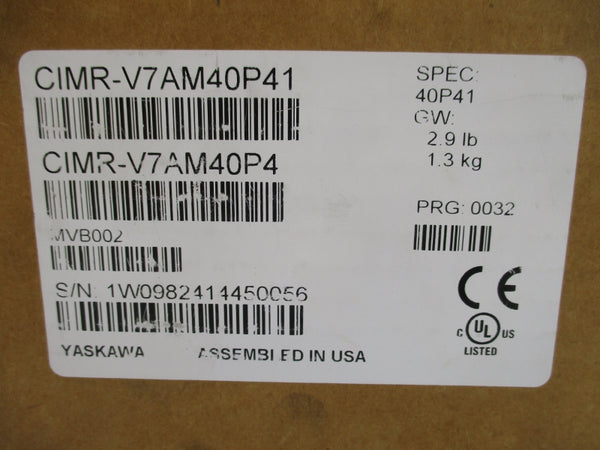 CIMR-V7AM40P41
CIMR-V7AM40P4
MVB002
S/N: 1W0982414450056
YASKAWA ASSEMBLED IN USA
SPEC:
40P41
GW:
2.9 lb
1.3 kg
PRG: 0032
CE
C UL US
LISTED